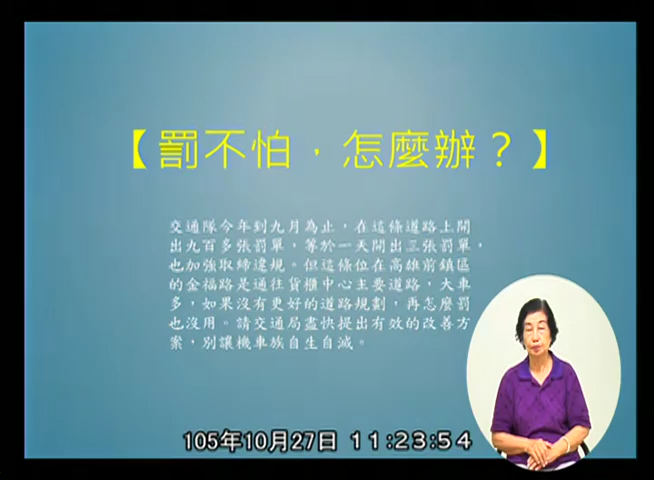 【罰不怕，怎麼辦？】
交通隊今年到九月為止，在這條道路上開
出九百多張罰單，等於一天開出三張罰單，
也加強取締違規。但這條位在高雄前鎮區
的金福路是通往貨櫃中心主要道路，大車
多，如果沒有更好的道路規劃，再怎麼罰
也沒用。請交通局盡快提出有效的改善方
案，別讓機車族自生自滅。
105年10月27日 11:23:54